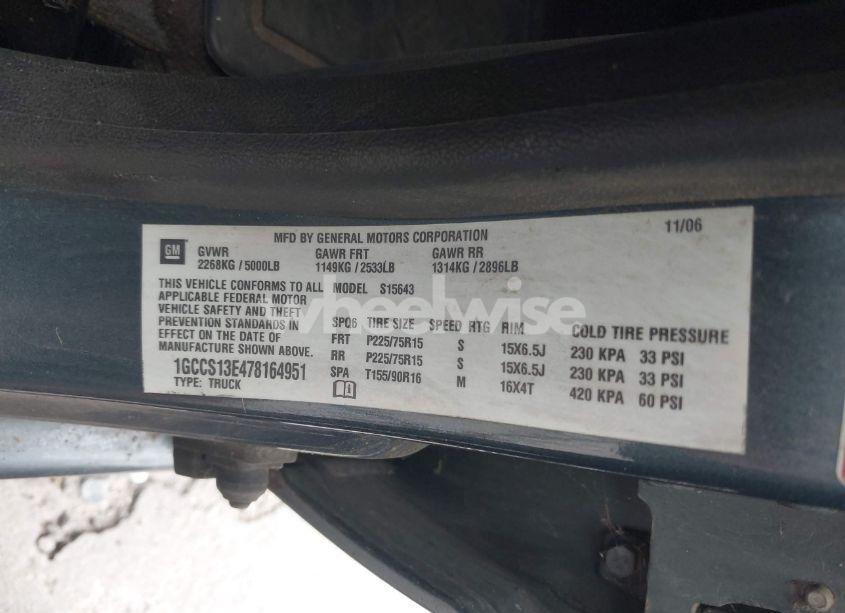 MFD BY GENERAL MOTORS CORPORATION 11/06
GM
GVWR GAWR FRT GAWR RR
2268KG / 5000LB 1149KG / 2533LB 1314KG / 2896LB
THIS VEHICLE CONFORMS TO ALL
APPLICABLE FEDERAL MOTOR
VEHICLE SAFETY AND THEFT
PREVENTION STANDARDS IN
EFFECT ON THE DATE OF
MANUFACTURE SHOWN ABOVE.
1GCCS13E478164951
TYPE: TRUCK
MODEL S15643
SPQ6 TIRE SIZE SPEED RTG RIM COLD TIRE PRESSURE
FRT P225/75R15 S 15X6.5J 230 KPA 33 PSI
RR P225/75R15 S 15X6.5J 230 KPA 33 PSI
SPA T155/90R16 M 16X4T 420 KPA 60 PSI
wheelwise